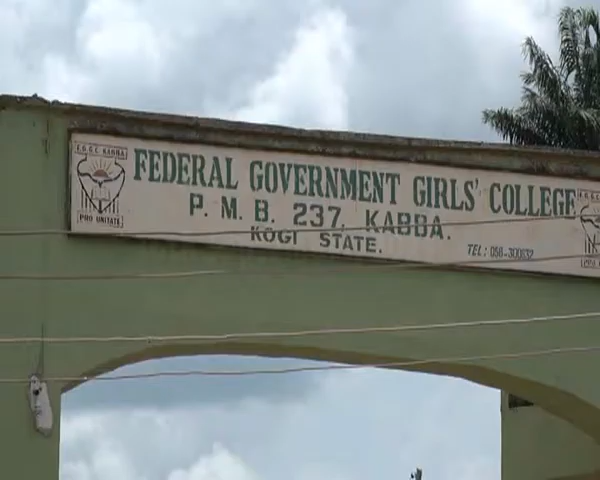 F.G.G.C. KABBA
PRO UNITATE
FEDERAL GOVERNMENT GIRLS' COLLEGE
P. M. B. 237, KABBA.
KOGI STATE.
TEL: 058-300632